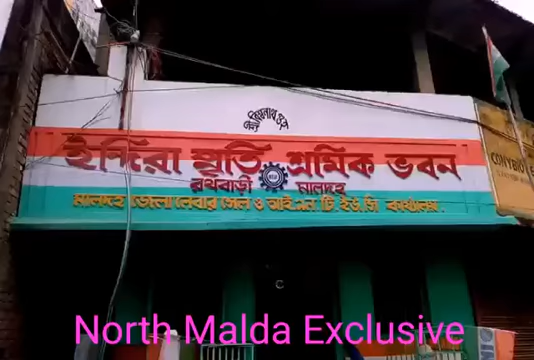 ইন্দিরা স্মৃতি শ্রমিক ভবন
রথবাড়ী মালদহ
মালদহ জেলা লেবার সেল ও আই.এন.টি.ইউ.সি কার্যালয়
North Malda Exclusive